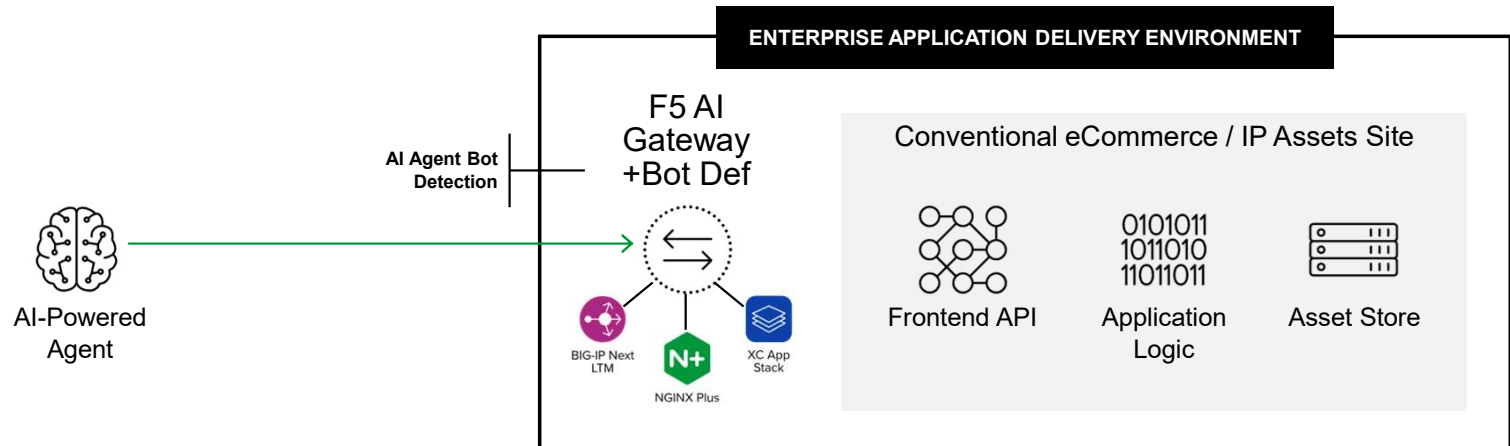 ENTERPRISE APPLICATION DELIVERY ENVIRONMENT
F5 AI
Gateway
+Bot Def
AI Agent Bot
Detection
Conventional eCommerce / IP Assets Site
AI-Powered
Agent
BIG-IP Next
LTM
N+
NGINX Plus
XC App
Stack
0101011
1011010
11011011
Frontend API
Application
Logic
Asset Store